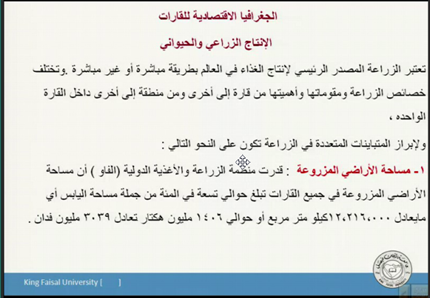 الجغرافيا الاقتصادية للقارات
الإنتاج الزراعي والحيواني
تعتبر الزراعة المصدر الرئيسي لإنتاج الغذاء في العالم بطريقة مباشرة أو غير مباشرة .وتختلف
خصائص الزراعة ومقوماتها وأهميتها من قارة إلى أخرى ومن منطقة إلى أخرى داخل القارة
الواحده ،
ولإبراز المتباينات المتعددة في الزراعة تكون على النحو التالي :
١- مساحة الأراضي المزروعة : قدرت منظمة الزراعة والأغذية الدولية (الفاو ) أن مساحة
الأراضي المزروعة في جميع القارات تبلغ حوالي تسعة في المئة من جملة مساحة اليابس أي
مايعادل ١٢,٢١٦,٠٠٠كيلو متر مربع أو حوالي ١٤٠٦ مليون هكتار تعادل ٣٠٣٩ مليون فدان .
King Faisal University [ ]